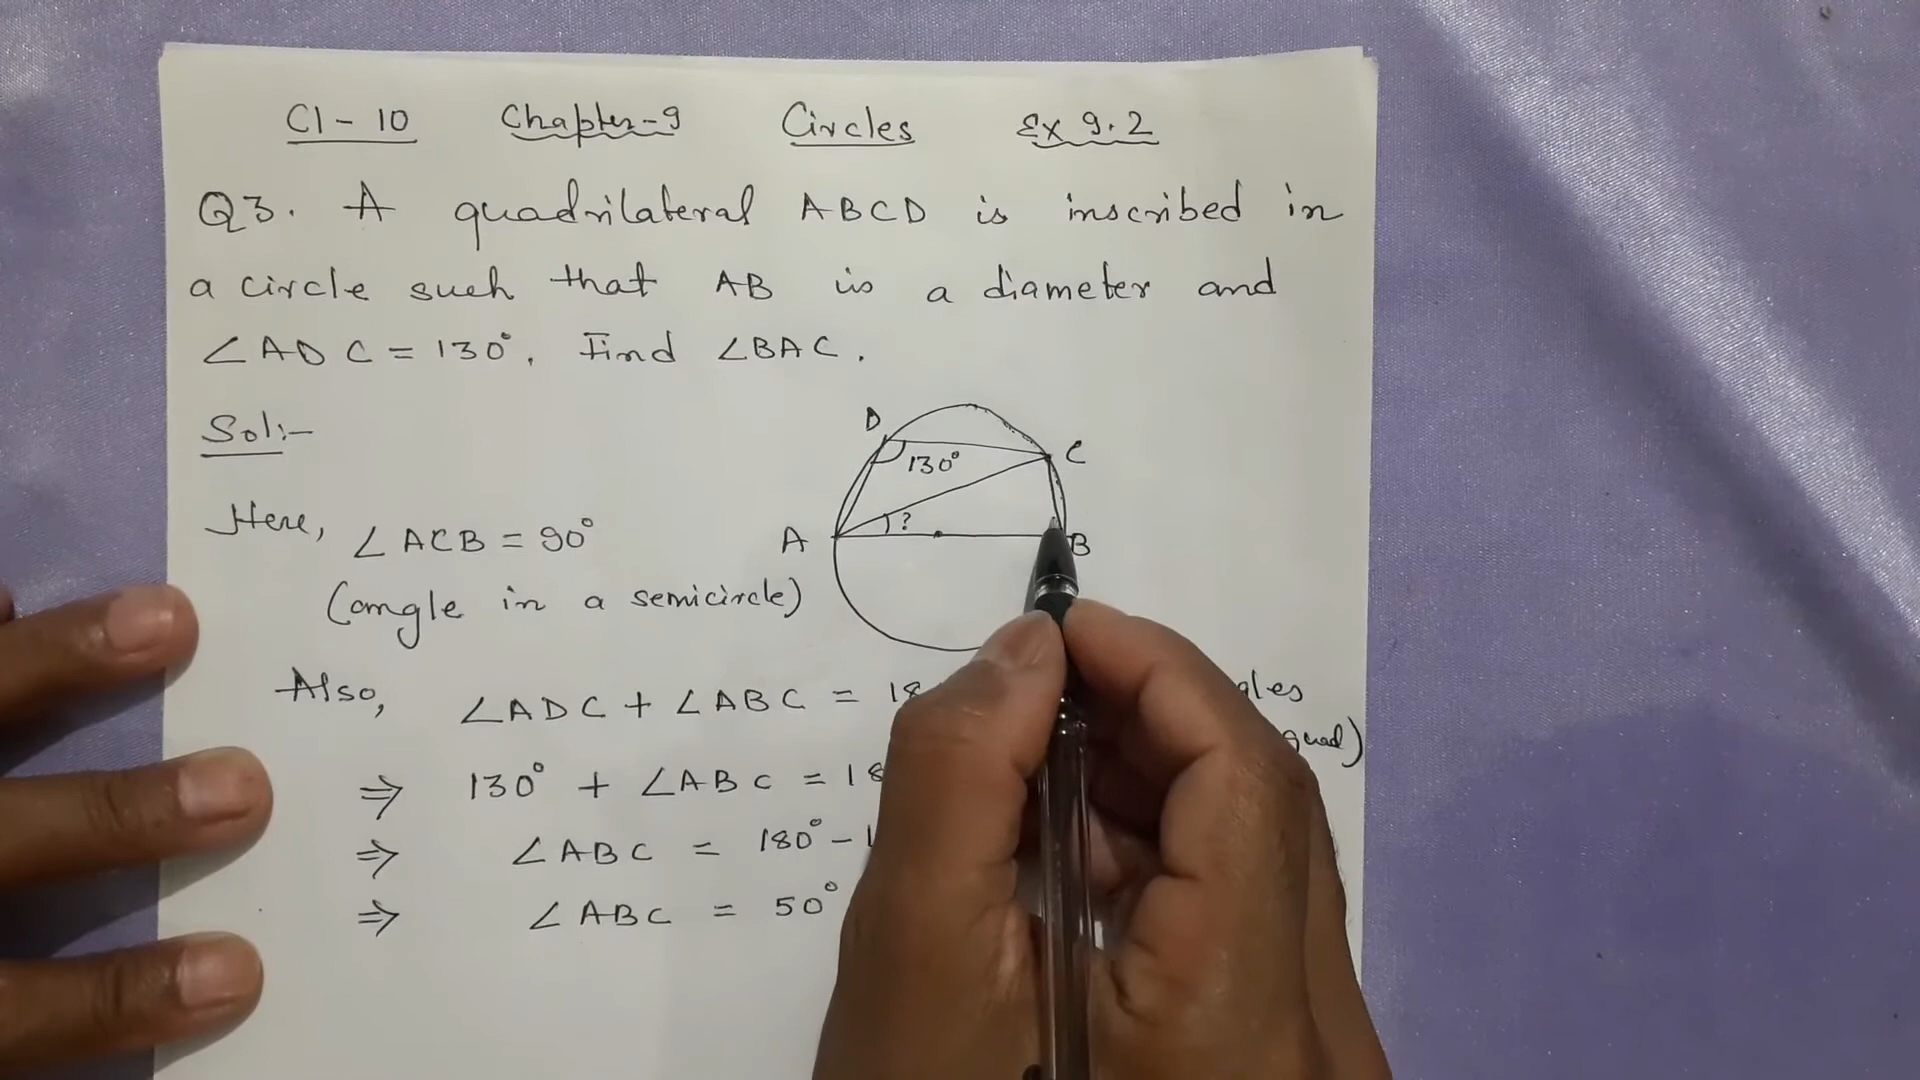 Cl - 10 Chapter-9 Circles Ex 9.2
Q3. A quadrilateral ABCD is inscribed in
a circle such that AB is a diameter and
∠ADC = 130°. Find ∠BAC.
Sol:-
D
C
130°
?
A
B
Here, ∠ACB = 90°
(angle in a semicircle)
Also, ∠ADC + ∠ABC = 18
⇒ 130° + ∠ABC = 18
quad)
⇒ ∠ABC = 180° - 1
⇒ ∠ABC = 50°